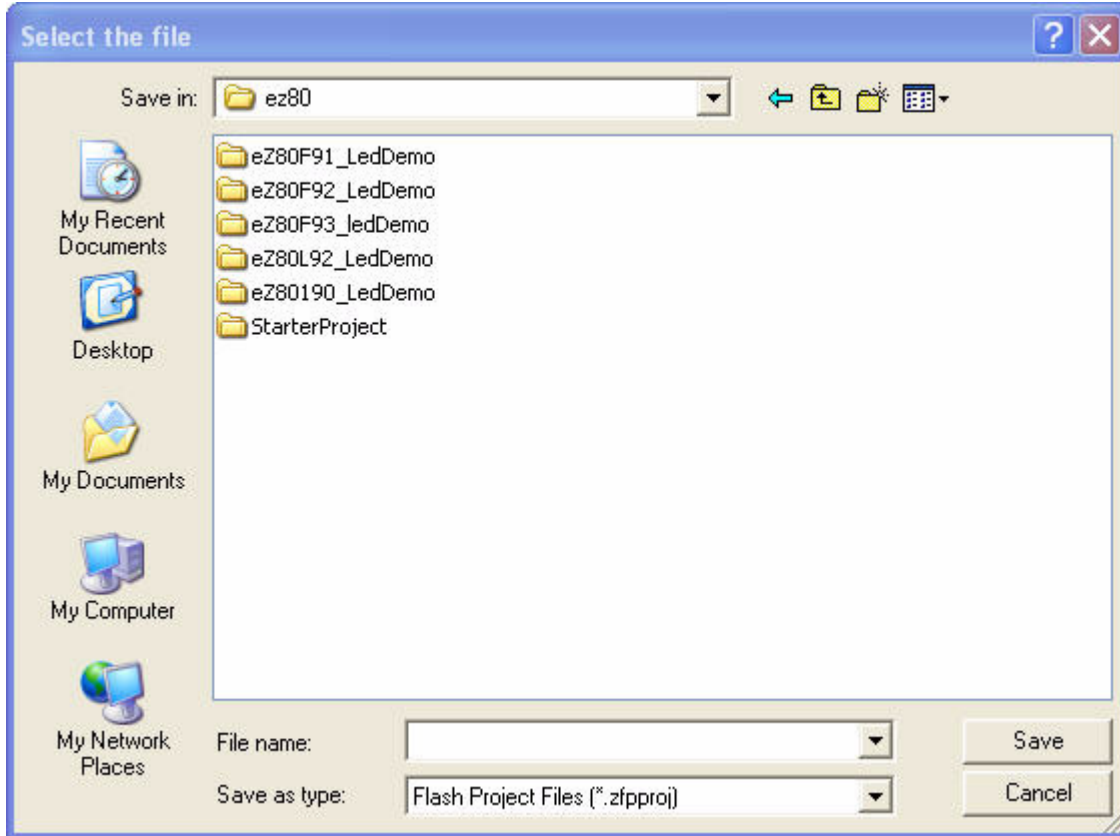 Select the file
Save in:
ez80
eZ80F91_LedDemo
eZ80F92_LedDemo
eZ80F93_ledDemo
eZ80L92_LedDemo
eZ80190_LedDemo
StarterProject
My Recent
Documents
Desktop
My Documents
My Computer
My Network
Places
File name:
Save
Save as type:
Flash Project Files (*.zfpproj)
Cancel